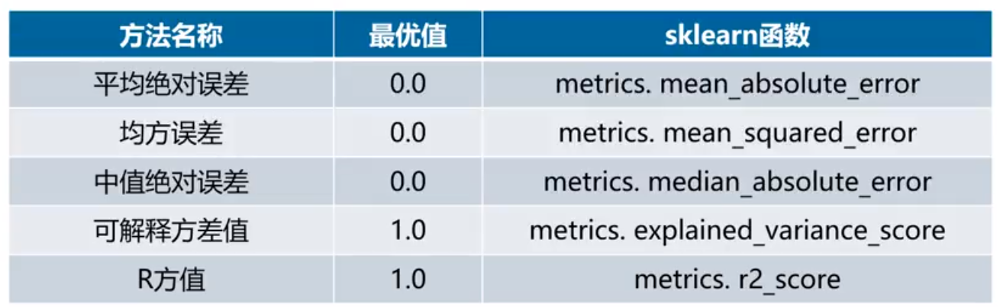 方法名称 最优值 sklearn函数
平均绝对误差 0.0 metrics. mean_absolute_error
均方误差 0.0 metrics. mean_squared_error
中值绝对误差 0.0 metrics. median_absolute_error
可解释方差值 1.0 metrics. explained_variance_score
R方值 1.0 metrics. r2_score